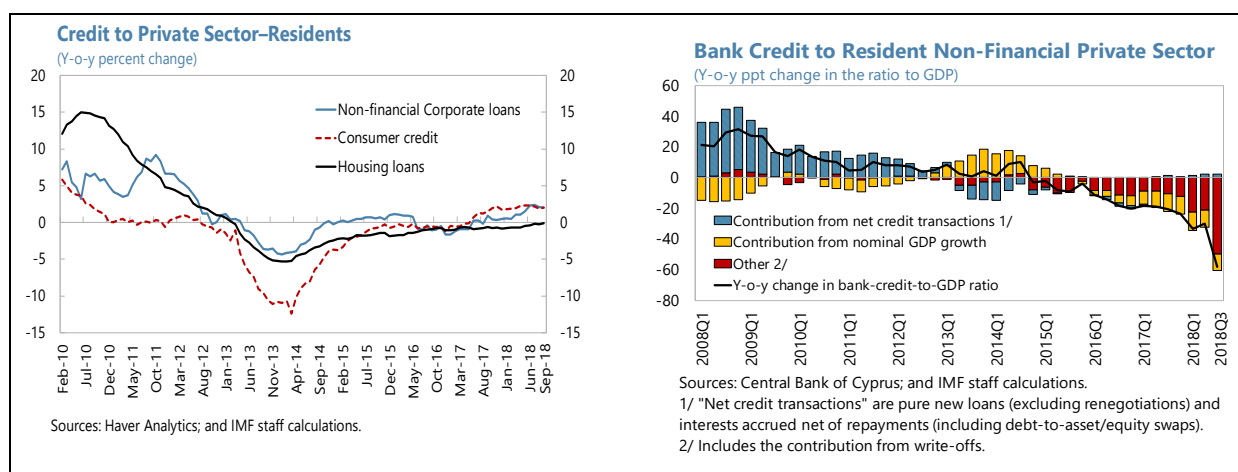 Credit to Private Sector–Residents
(Y-o-y percent change)
20
15
10
5
0
-5
-10
-15
20
15
10
5
0
-5
-10
-15
Non-financial Corporate loans
Consumer credit
Housing loans
Feb-10
Jul-10
Dec-10
May-11
Oct-11
Mar-12
Aug-12
Jan-13
Jun-13
Nov-13
Apr-14
Sep-14
Feb-15
Jul-15
Dec-15
May-16
Oct-16
Mar-17
Aug-17
Jan-18
Jun-18
Sep-18
Sources: Haver Analytics; and IMF staff calculations.
Bank Credit to Resident Non-Financial Private Sector
(Y-o-y ppt change in the ratio to GDP)
60
40
20
0
-20
-40
-60
-80
Contribution from net credit transactions 1/
Contribution from nominal GDP growth
Other 2/
Y-o-y change in bank-credit-to-GDP ratio
2008Q1
2009Q1
2010Q1
2011Q1
2012Q1
2013Q1
2014Q1
2015Q1
2016Q1
2017Q1
2018Q1
2018Q3
Sources: Central Bank of Cyprus; and IMF staff calculations.
1/ "Net credit transactions" are pure new loans (excluding renegotiations) and
interests accrued net of repayments (including debt-to-asset/equity swaps).
2/ Includes the contribution from write-offs.